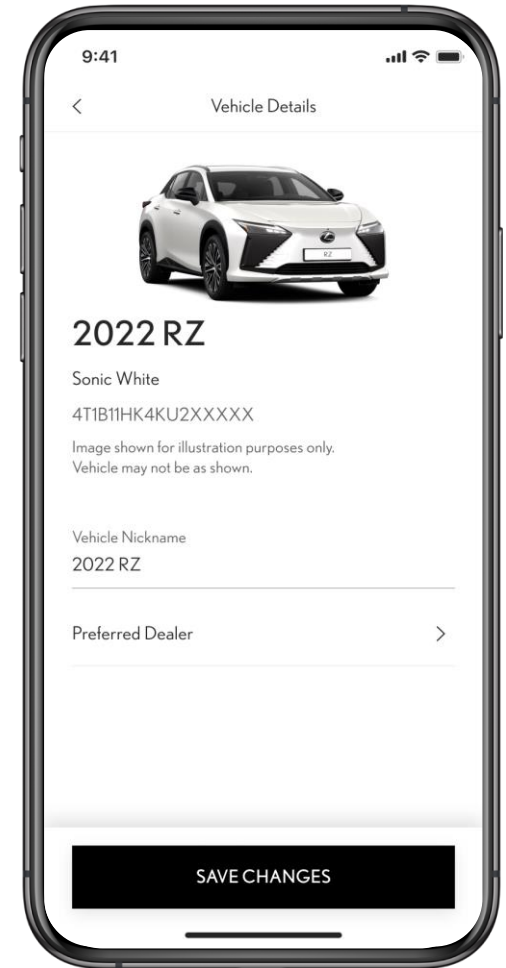 9:41
Vehicle Details
RZ
2022 RZ
Sonic White
4T1B11HK4KU2XXXXX
Image shown for illustration purposes only.
Vehicle may not be as shown.
Vehicle Nickname
2022 RZ
Preferred Dealer
SAVE CHANGES